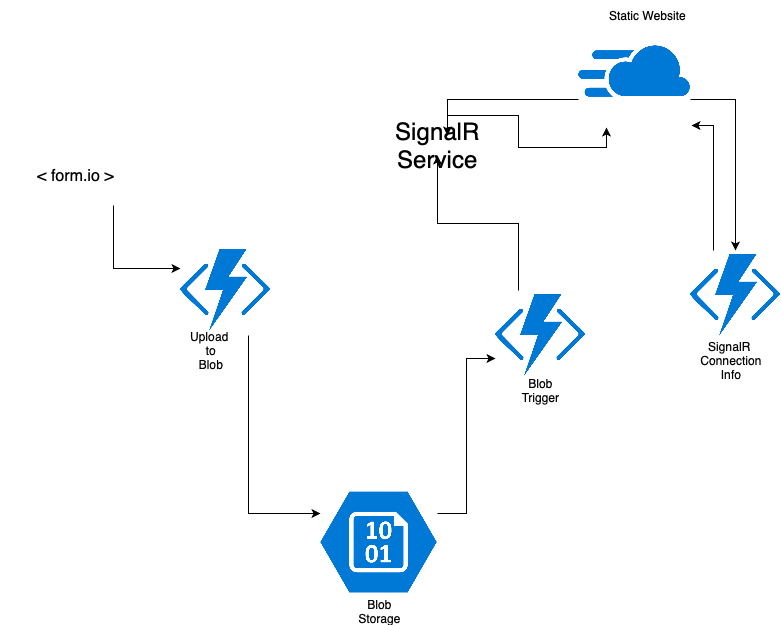 Static Website
SignalR
Service
< form.io >
Upload
to
Blob
SignalR
Connection
Info
Blob
Trigger
10
01
Blob
Storage